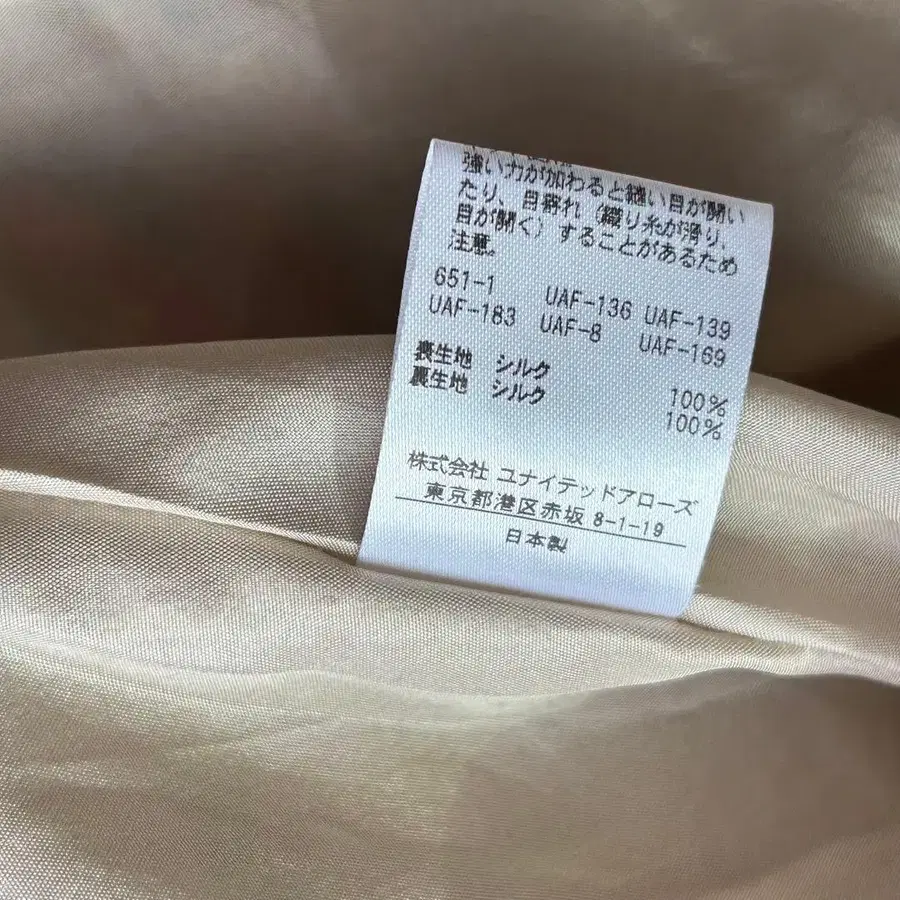 強い力が加わると縫い目が開い
たり、目寄れ（織り糸が滑り、
目が開く）することがあるため
注意。
651-1 UAF-136 UAF-139
UAF-183 UAF-8 UAF-169
表生地 シルク 100%
裏生地 シルク 100%
株式会社 ユナイテッドアローズ
東京都港区赤坂 8-1-19
日本製